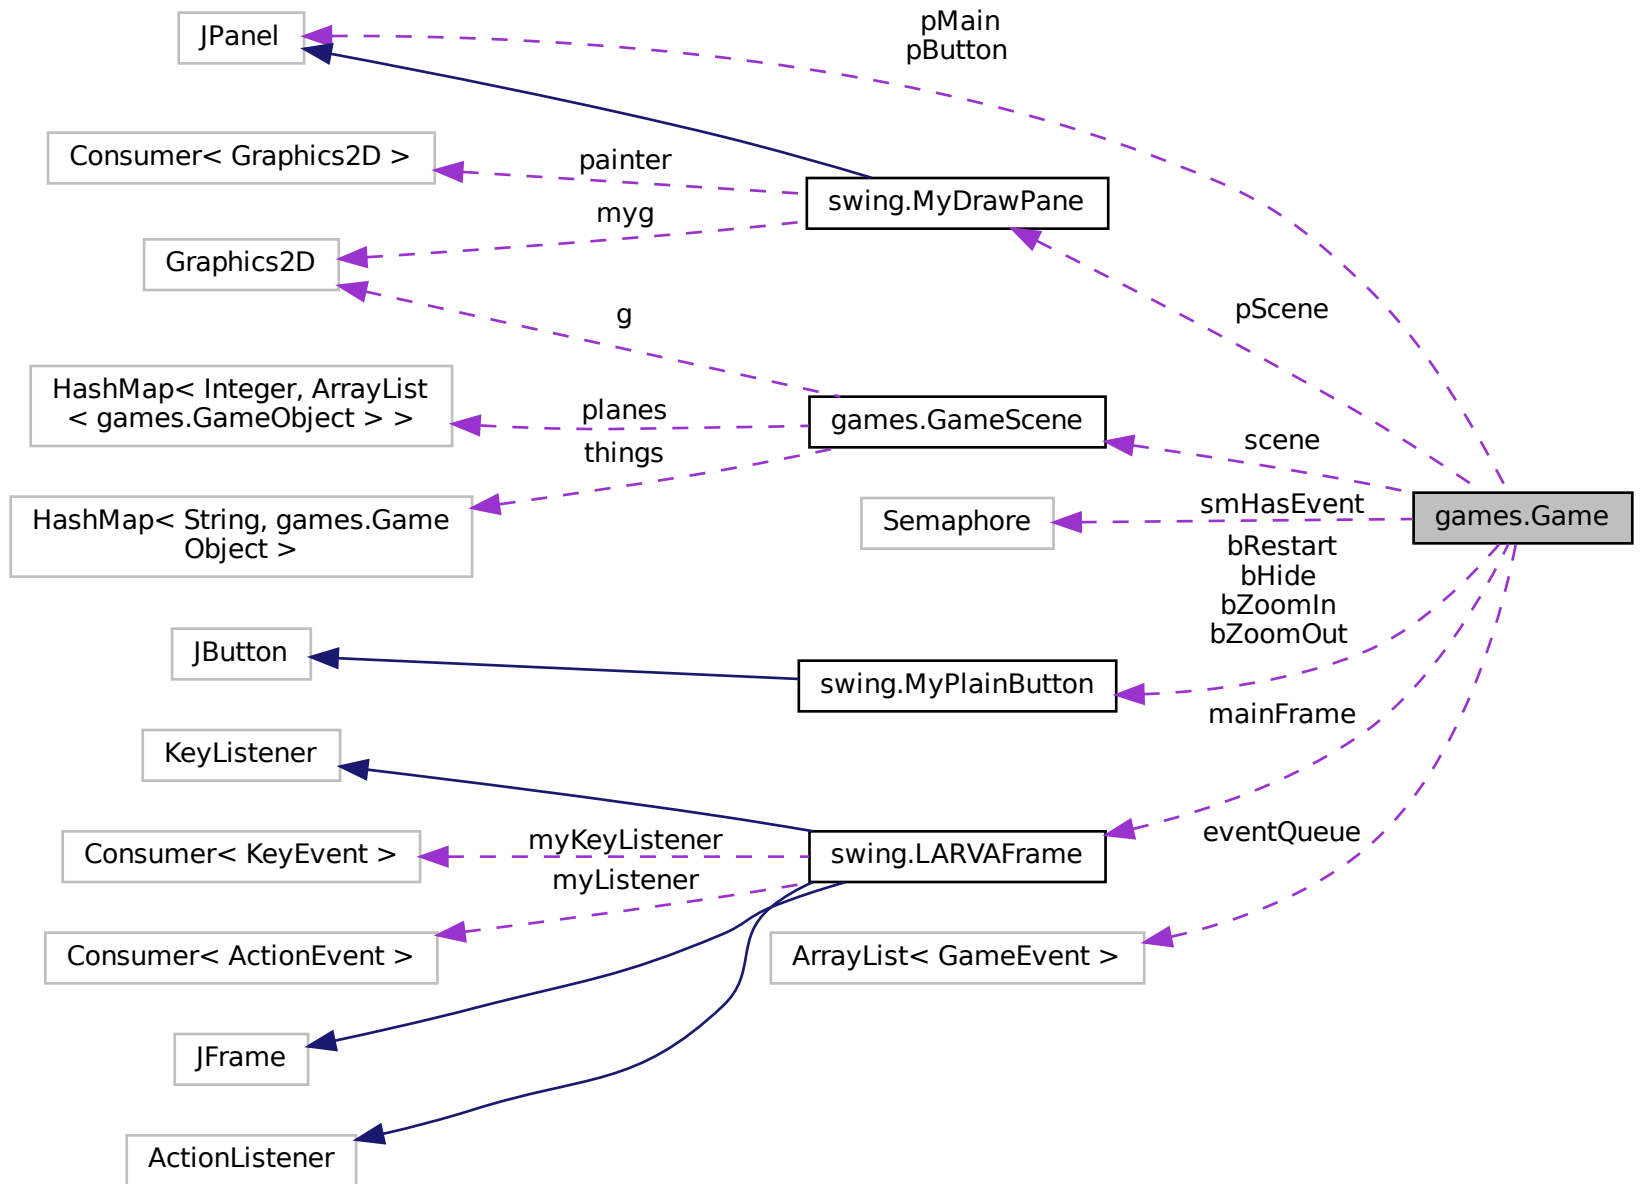 JPanel
pMain
pButton
Consumer< Graphics2D >
painter
swing.MyDrawPane
myg
Graphics2D
pScene
g
HashMap< Integer, ArrayList
< games.GameObject > >
planes
games.GameScene
scene
things
HashMap< String, games.Game
Object >
Semaphore
smHasEvent
games.Game
bRestart
bHide
bZoomIn
bZoomOut
JButton
swing.MyPlainButton
mainFrame
KeyListener
myKeyListener
Consumer< KeyEvent >
swing.LARVAFrame
eventQueue
myListener
Consumer< ActionEvent >
ArrayList< GameEvent >
JFrame
ActionListener